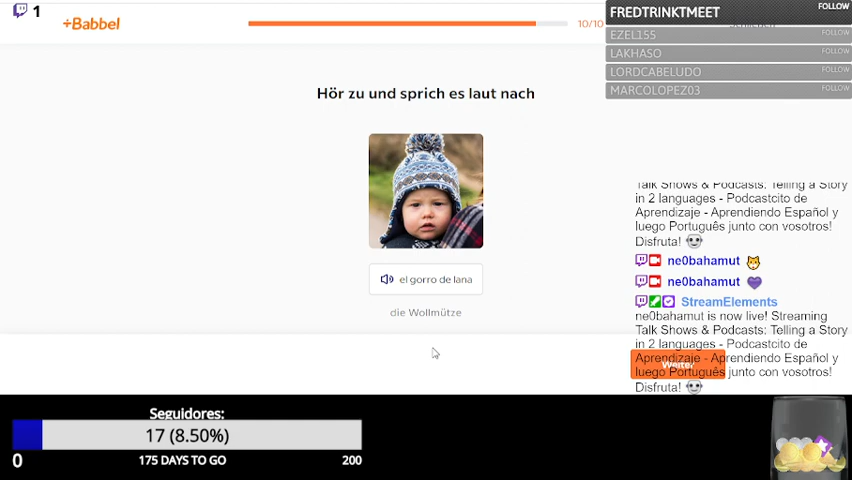 1
+Babbel
10/10
Schließen
FREDTRINKTMEET FOLLOW
EZEL155 FOLLOW
LAKHASO FOLLOW
LORDCABELUDO FOLLOW
MARCOLOPEZ03 FOLLOW
Hör zu und sprich es laut nach
el gorro de lana
die Wollmütze
Talk Shows & Podcasts: Telling a Story
in 2 languages - Podcastcito de
Aprendizaje - Aprendiendo Español y
luego Português junto con vosotros!
Disfruta!
ne0bahamut
ne0bahamut
StreamElements
ne0bahamut is now live! Streaming
Talk Shows & Podcasts: Telling a Story
in 2 languages - Podcastcito de
Aprendizaje - Aprendiendo Español y
luego Português junto con vosotros!
Disfruta!
Weiter
Seguidores:
17 (8.50%)
0 175 DAYS TO GO 200